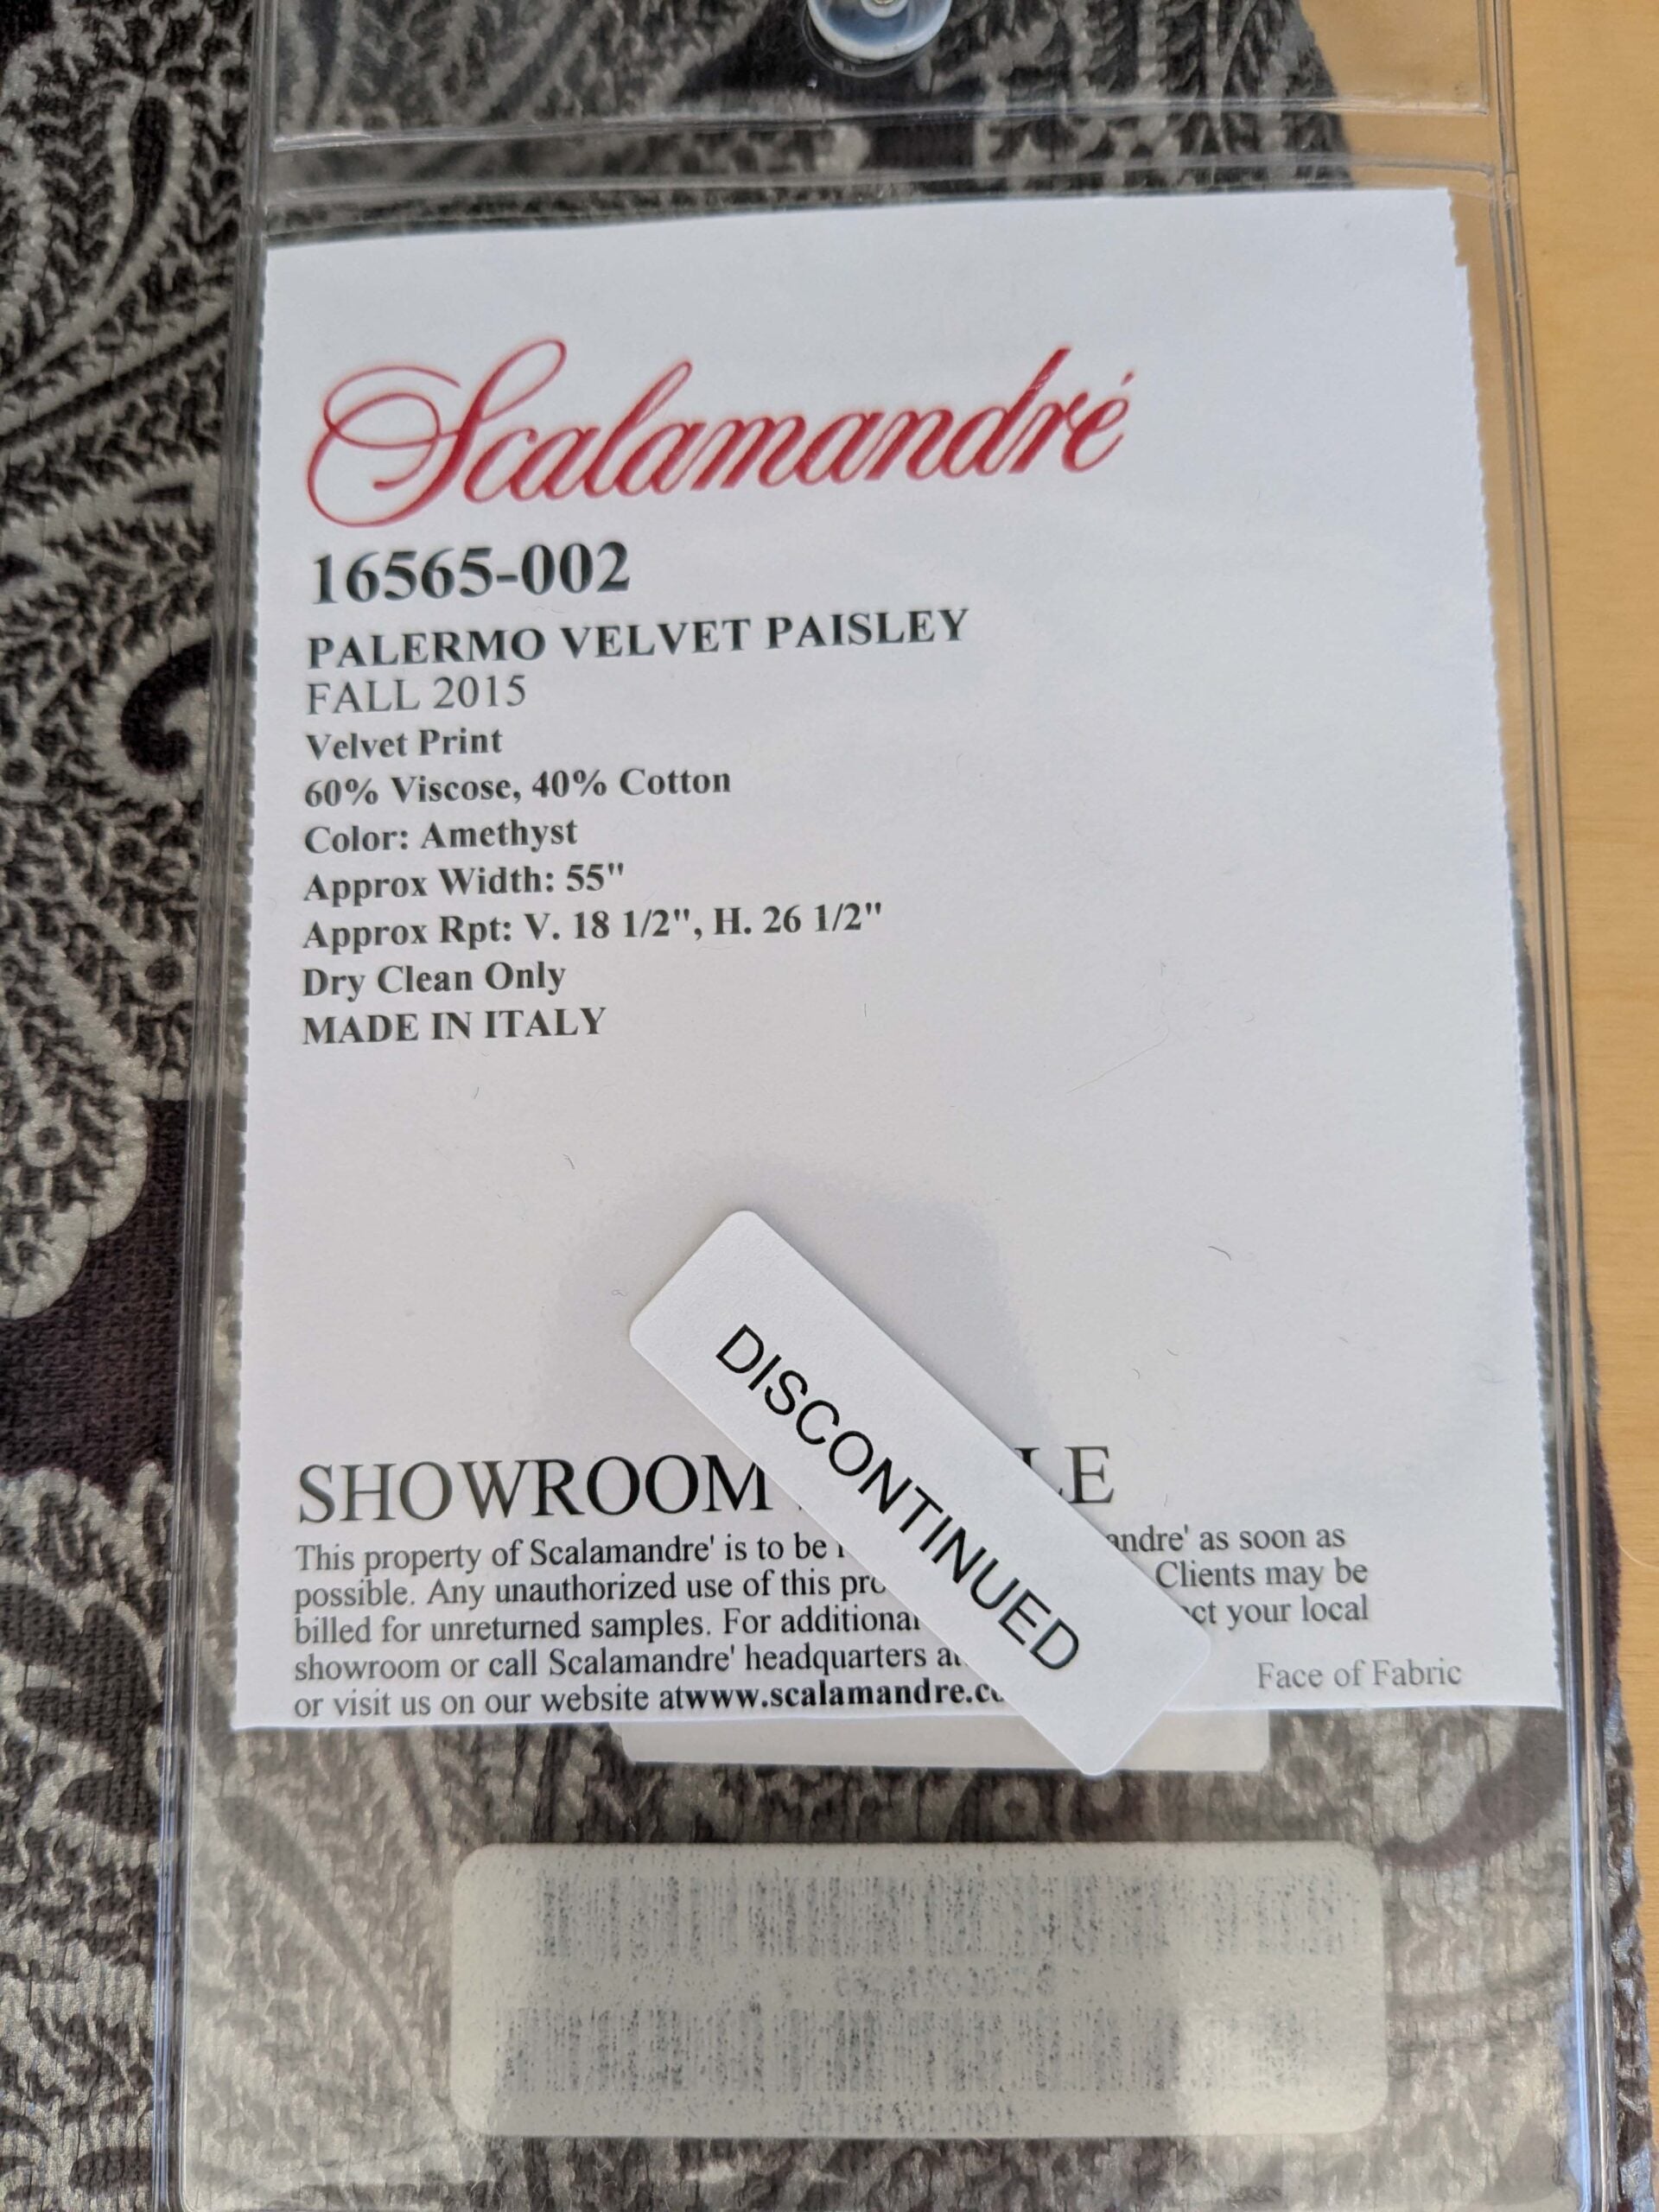 Scalamandré
16565-002
PALERMO VELVET PAISLEY
FALL 2015
Velvet Print
60% Viscose, 40% Cotton
Color: Amethyst
Approx Width: 55"
Approx Rpt: V. 18 1/2", H. 26 1/2"
Dry Clean Only
MADE IN ITALY
DISCONTINUED
SHOWROOM
This property of Scalamandre' is to be andre' as soon as
possible. Any unauthorized use of this Clients may be
billed for unreturned samples. For additional your local
showroom or call Scalamandre' headquarters
or visit us on our website atwww.scalamandre.c
Face of Fabric